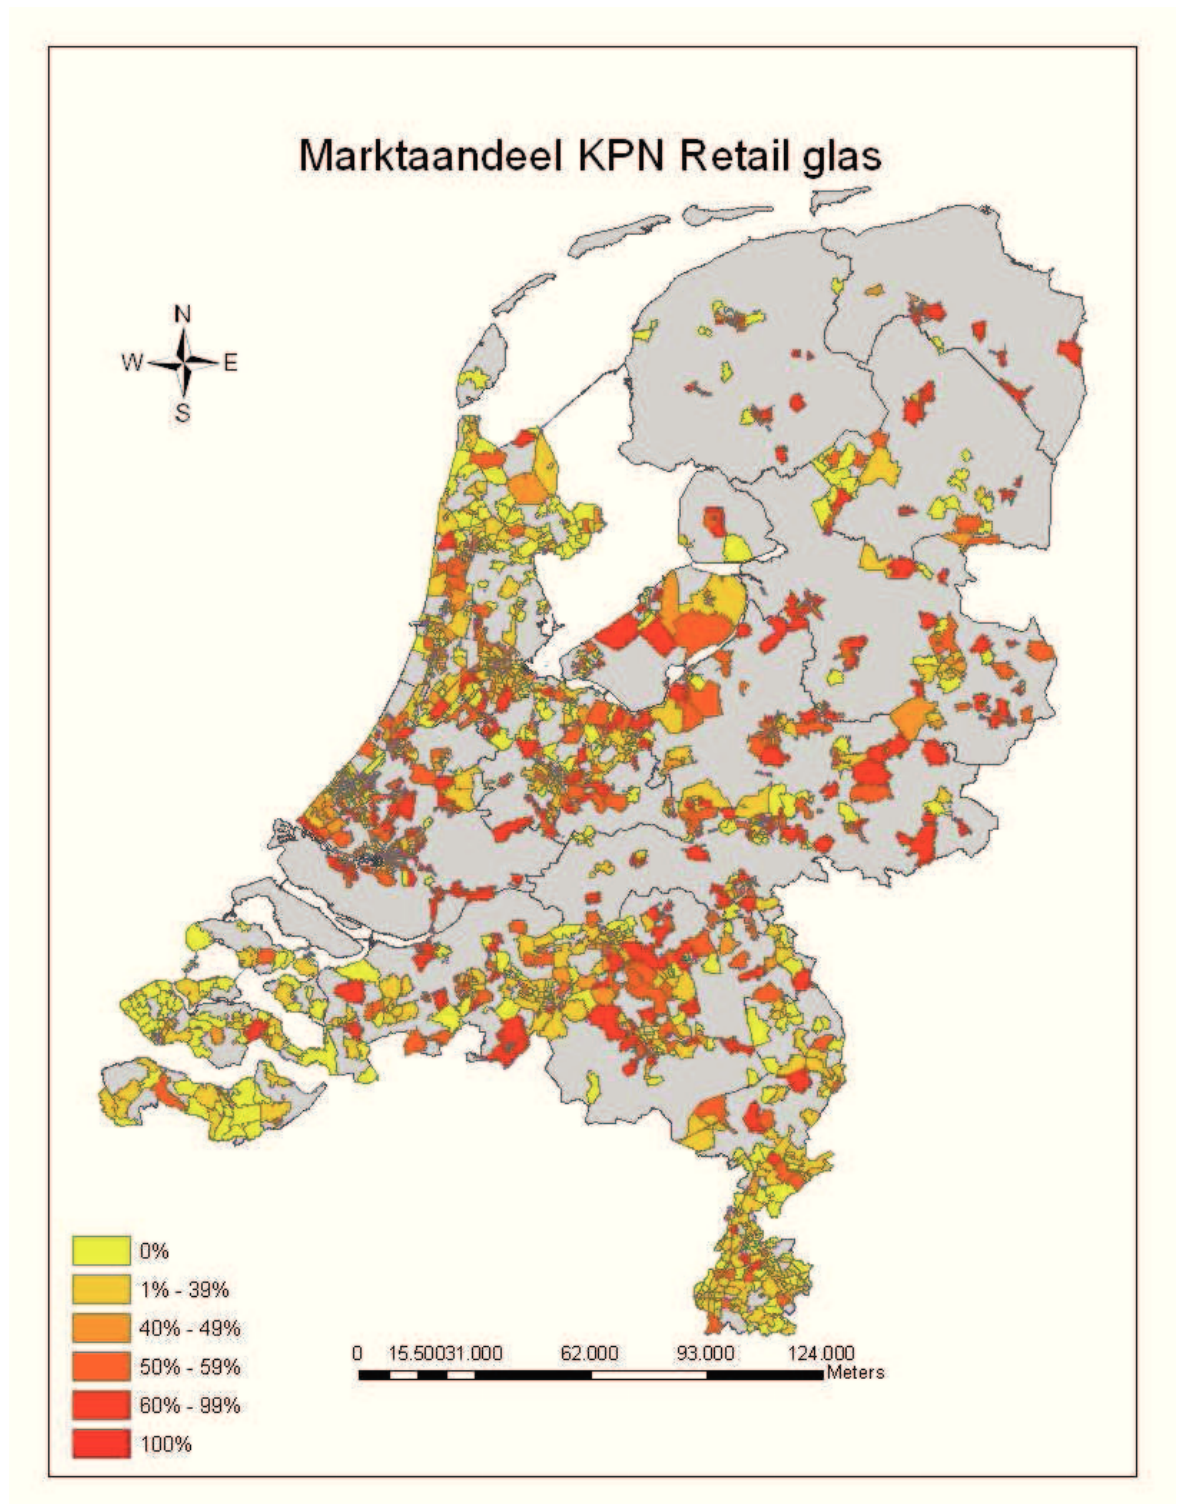 Marktaandeel KPN Retail glas
N
W E
S
0%
1% - 39%
40% - 49%
50% - 59%
60% - 99%
100%
0 15.50031.000 62.000 93.000 124.000
Meters